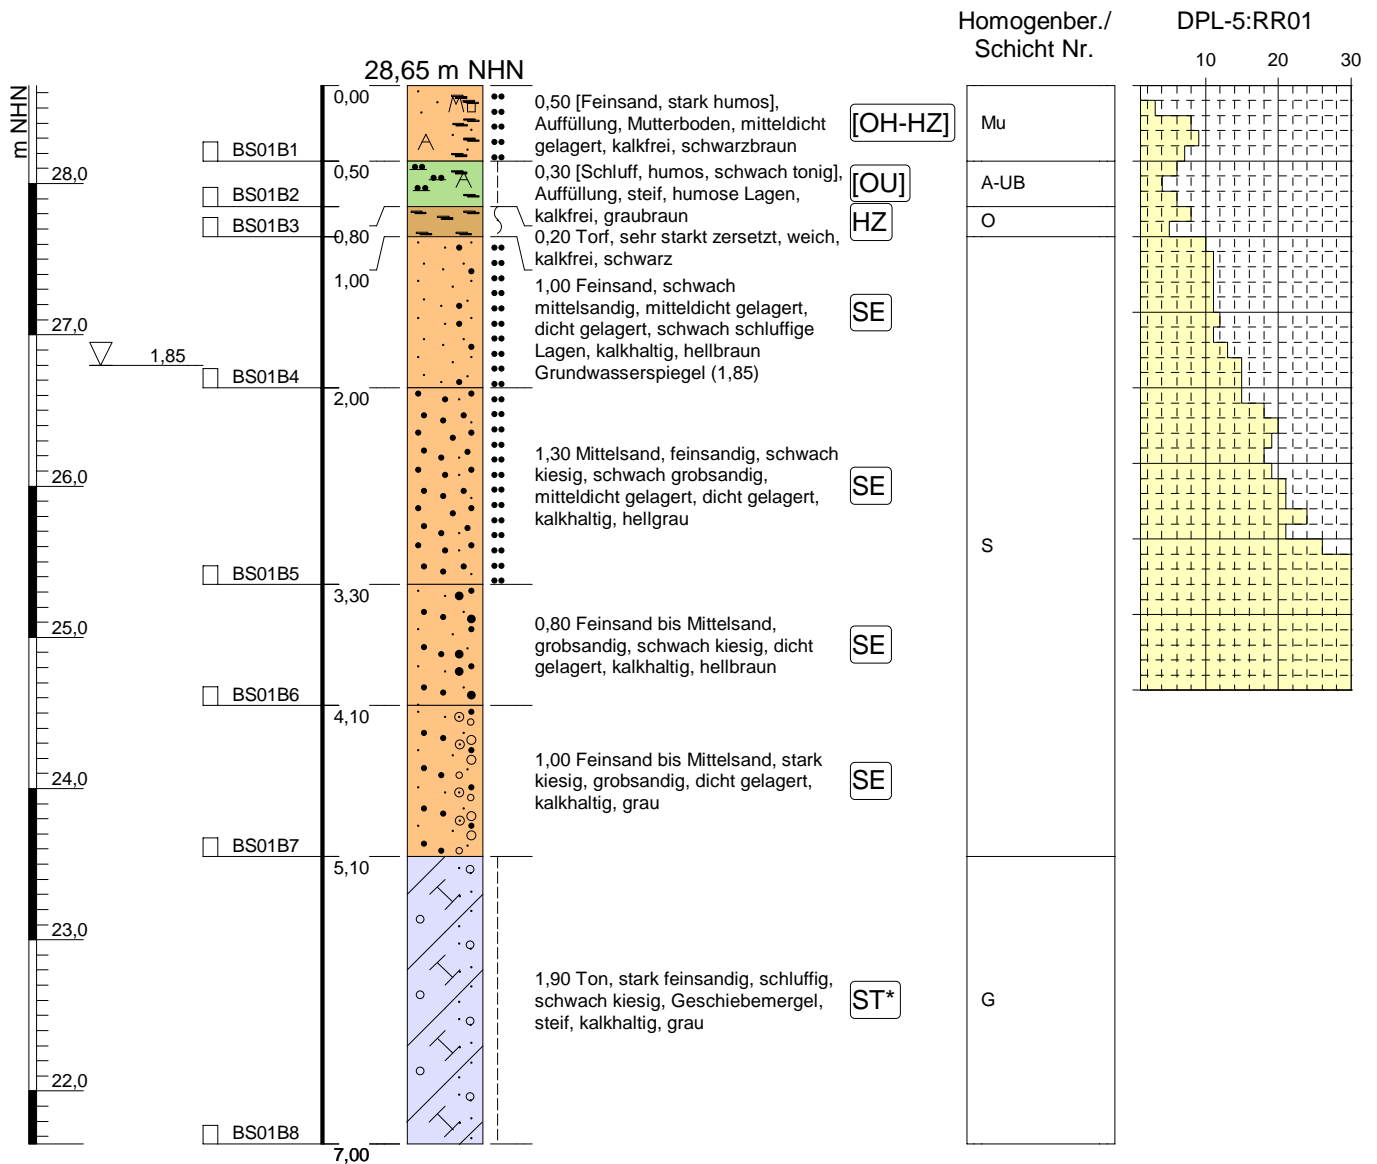 Homogenber./
Schicht Nr.
DPL-5:RR01
10 20 30
28,65 m NHN
m NHN
0,00
0,50 [Feinsand, stark humos],
Auffüllung, Mutterboden, mitteldicht
gelagert, kalkfrei, schwarzbraun
[OH-HZ]
Mu
BS01B1
0,50
28,0
0,30 [Schluff, humos, schwach tonig],
Auffüllung, steif, humose Lagen,
kalkfrei, graubraun
[OU]
A-UB
BS01B2
0,80
BS01B3
0,20 Torf, sehr starkt zersetzt, weich,
kalkfrei, schwarz
HZ
O
1,00
1,00 Feinsand, schwach
mittelsandig, mitteldicht gelagert,
dicht gelagert, schwach schluffige
Lagen, kalkhaltig, hellbraun
Grundwasserspiegel (1,85)
SE
27,0
1,85
BS01B4
2,00
1,30 Mittelsand, feinsandig, schwach
kiesig, schwach grobsandig,
mitteldicht gelagert, dicht gelagert,
kalkhaltig, hellgrau
SE
26,0
S
BS01B5
3,30
25,0
0,80 Feinsand bis Mittelsand,
grobsandig, schwach kiesig, dicht
gelagert, kalkhaltig, hellbraun
SE
BS01B6
4,10
24,0
1,00 Feinsand bis Mittelsand, stark
kiesig, grobsandig, dicht gelagert,
kalkhaltig, grau
SE
BS01B7
5,10
23,0
1,90 Ton, stark feinsandig, schluffig,
schwach kiesig, Geschiebemergel,
steif, kalkhaltig, grau
ST*
G
22,0
BS01B8
7,00